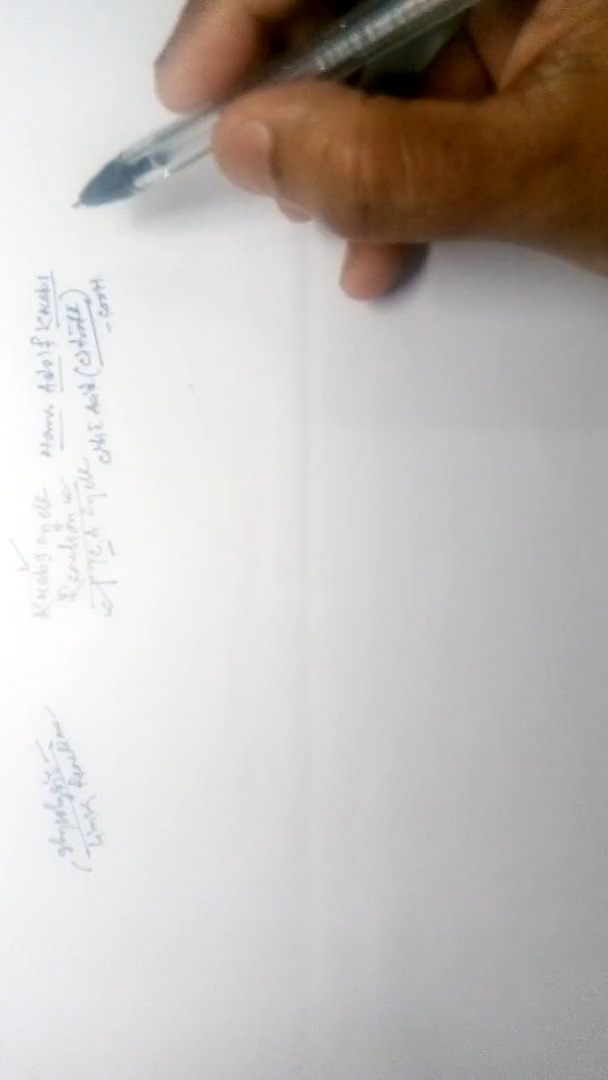 (glycolysis
Link Reaction
Krebs cycle
Reaction
TCA Cycle
Hans Adolf Krebs
Citric Acid (Citrate)
-COOH